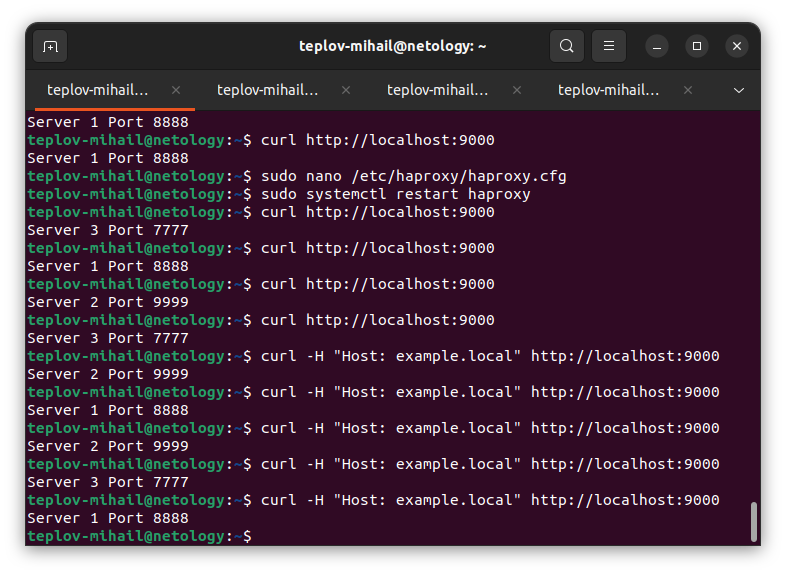 teplov-mihail@netology: ~
teplov-mihail… teplov-mihail… teplov-mihail… teplov-mihail…
Server 1 Port 8888
teplov-mihail@netology:~$ curl http://localhost:9000
Server 1 Port 8888
teplov-mihail@netology:~$ sudo nano /etc/haproxy/haproxy.cfg
teplov-mihail@netology:~$ sudo systemctl restart haproxy
teplov-mihail@netology:~$ curl http://localhost:9000
Server 3 Port 7777
teplov-mihail@netology:~$ curl http://localhost:9000
Server 1 Port 8888
teplov-mihail@netology:~$ curl http://localhost:9000
Server 2 Port 9999
teplov-mihail@netology:~$ curl http://localhost:9000
Server 3 Port 7777
teplov-mihail@netology:~$ curl -H "Host: example.local" http://localhost:9000
Server 2 Port 9999
teplov-mihail@netology:~$ curl -H "Host: example.local" http://localhost:9000
Server 1 Port 8888
teplov-mihail@netology:~$ curl -H "Host: example.local" http://localhost:9000
Server 2 Port 9999
teplov-mihail@netology:~$ curl -H "Host: example.local" http://localhost:9000
Server 3 Port 7777
teplov-mihail@netology:~$ curl -H "Host: example.local" http://localhost:9000
Server 1 Port 8888
teplov-mihail@netology:~$